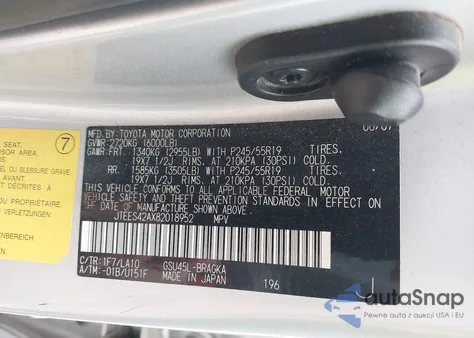 7
SEAT.
SENSOR AREA.
MFD.BY:TOYOTA MOTOR CORPORATION
GVWR:2720KG (6000LB)
GAWR:FRT. 1340KG (2955LB) WITH P245/55R19 TIRES,
19X7 1/2J RIMS, AT 210KPA (30PSI) COLD.
RR. 1585KG (3505LB) WITH P245/55R19 TIRES,
19X7 1/2J RIMS, AT 210KPA (30PSI) COLD.
THIS VEHICLE CONFORMS TO ALL APPLICABLE FEDERAL MOTOR
VEHICLE SAFETY AND THEFT PREVENTION STANDARDS IN EFFECT ON
THE DATE OF MANUFACTURE SHOWN ABOVE.
JTEES42AX82018952 MPV
C/TR:1F7/LA10 GSU45L-BRAGKA
A/TM:-01B/U151F MADE IN JAPAN 196
autoSnap
Pewne auta z aukcji USA i EU